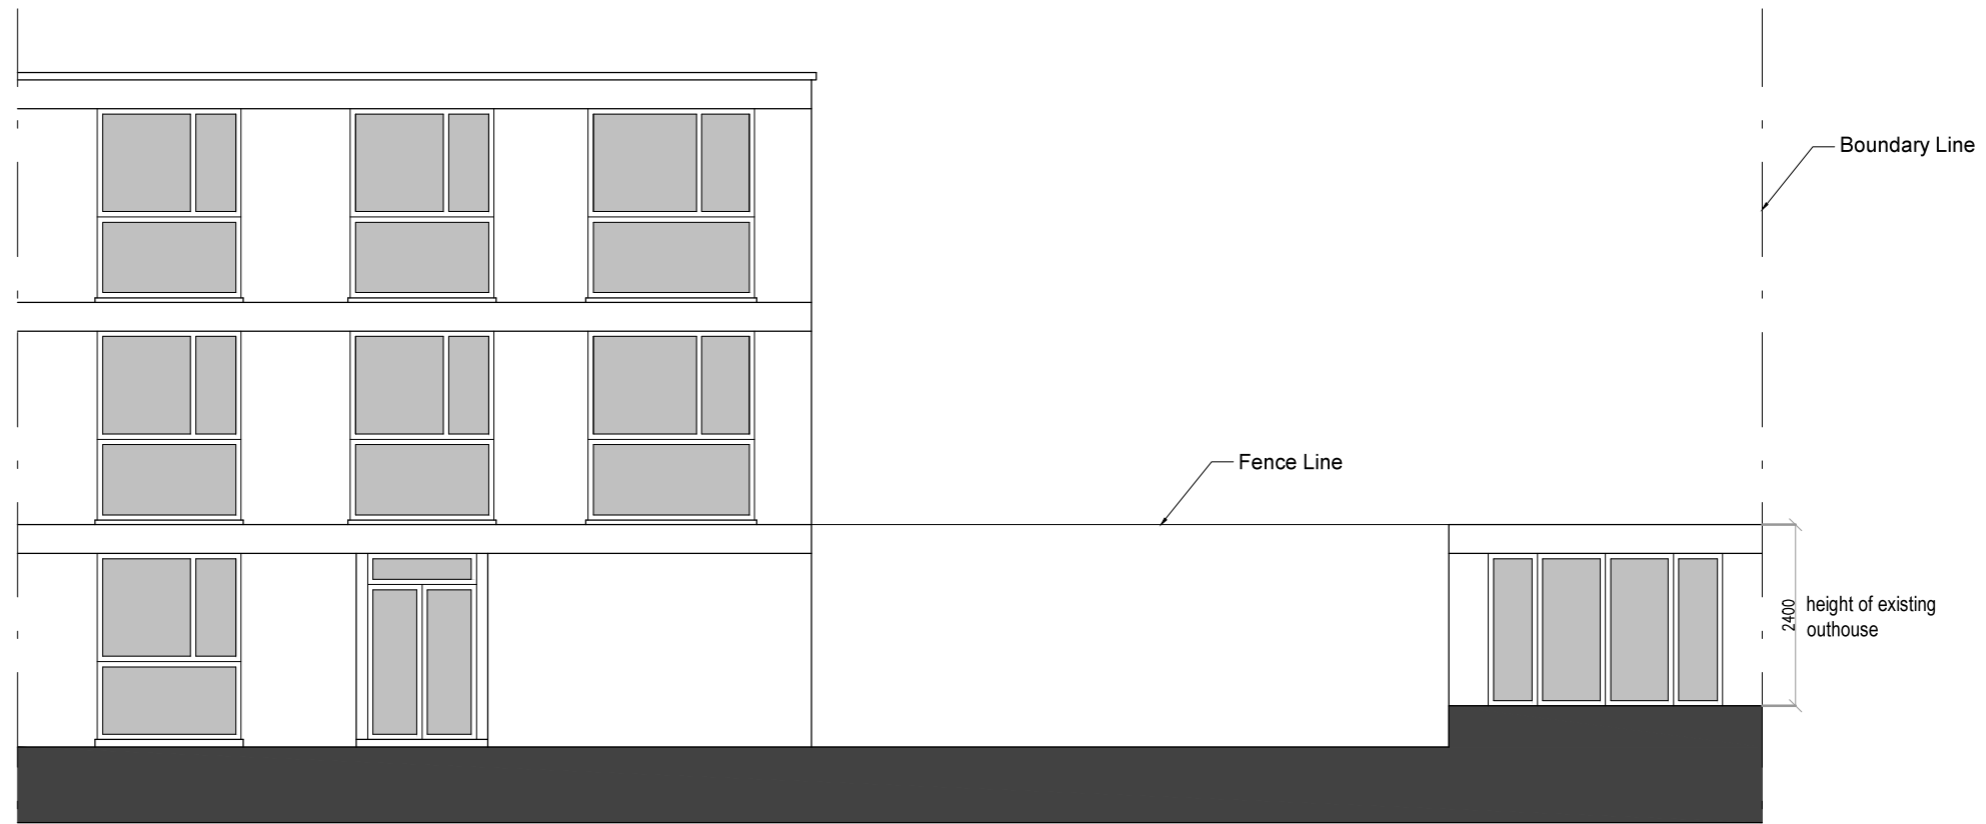 Boundary Line
Fence Line
2400
height of existing
outhouse